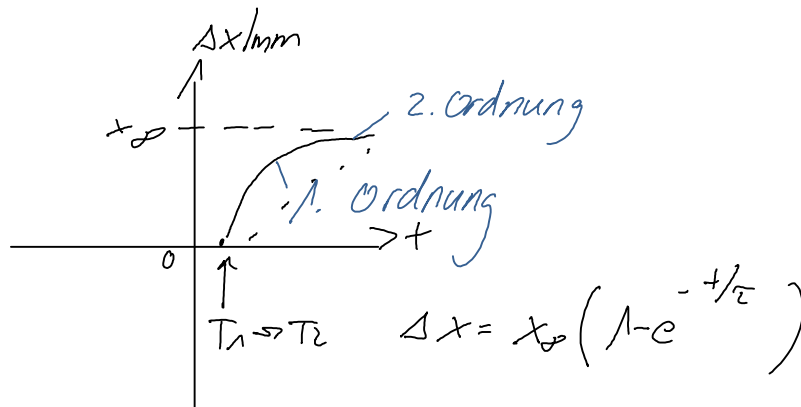 Δx/mm
2. Ordnung
x∞
1. Ordnung
t
0
T1 → T2
Δx = x∞ (1-e^-t/τ)